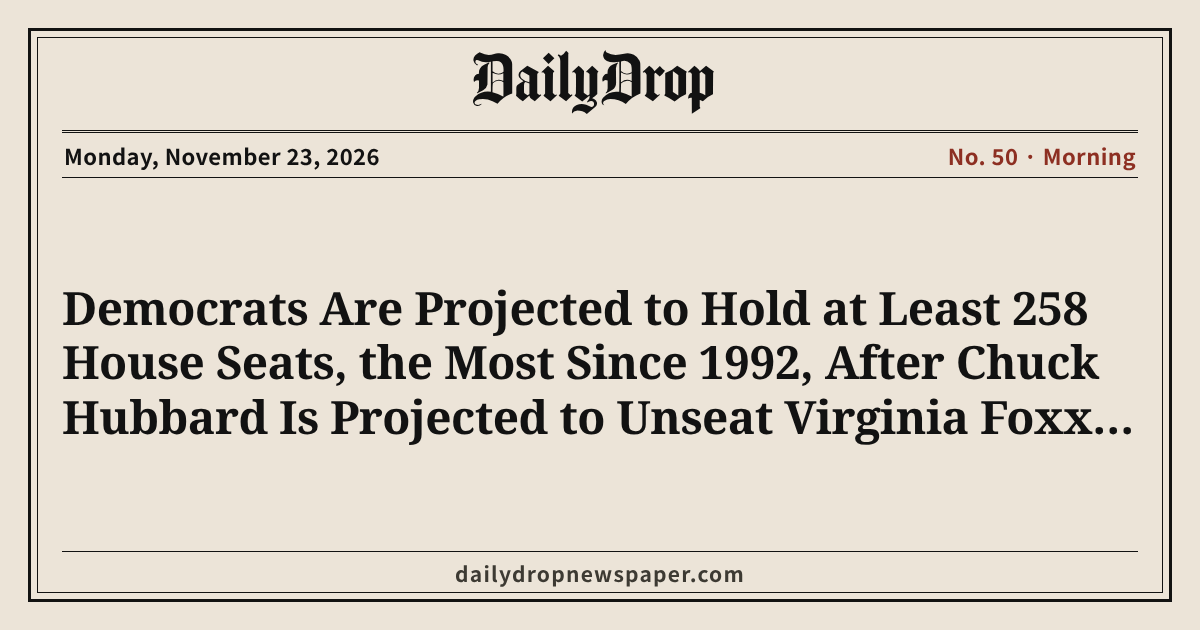 DailyDrop
Monday, November 23, 2026
No. 50 · Morning
Democrats Are Projected to Hold at Least 258
House Seats, the Most Since 1992, After Chuck
Hubbard Is Projected to Unseat Virginia Foxx…
dailydropnewspaper.com